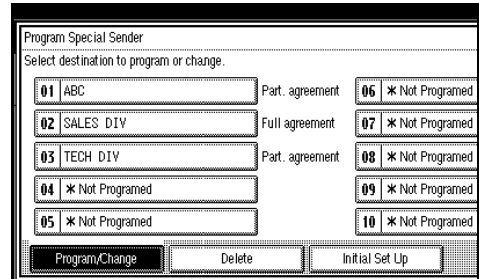 Program Special Sender
Select destination to program or change.
01 ABC Part. agreement 06 * Not Programed
02 SALES DIV Full agreement 07 * Not Programed
03 TECH DIV Part. agreement 08 * Not Programed
04 * Not Programed 09 * Not Programed
05 * Not Programed 10 * Not Programed
Program/Change Delete Initial Set Up